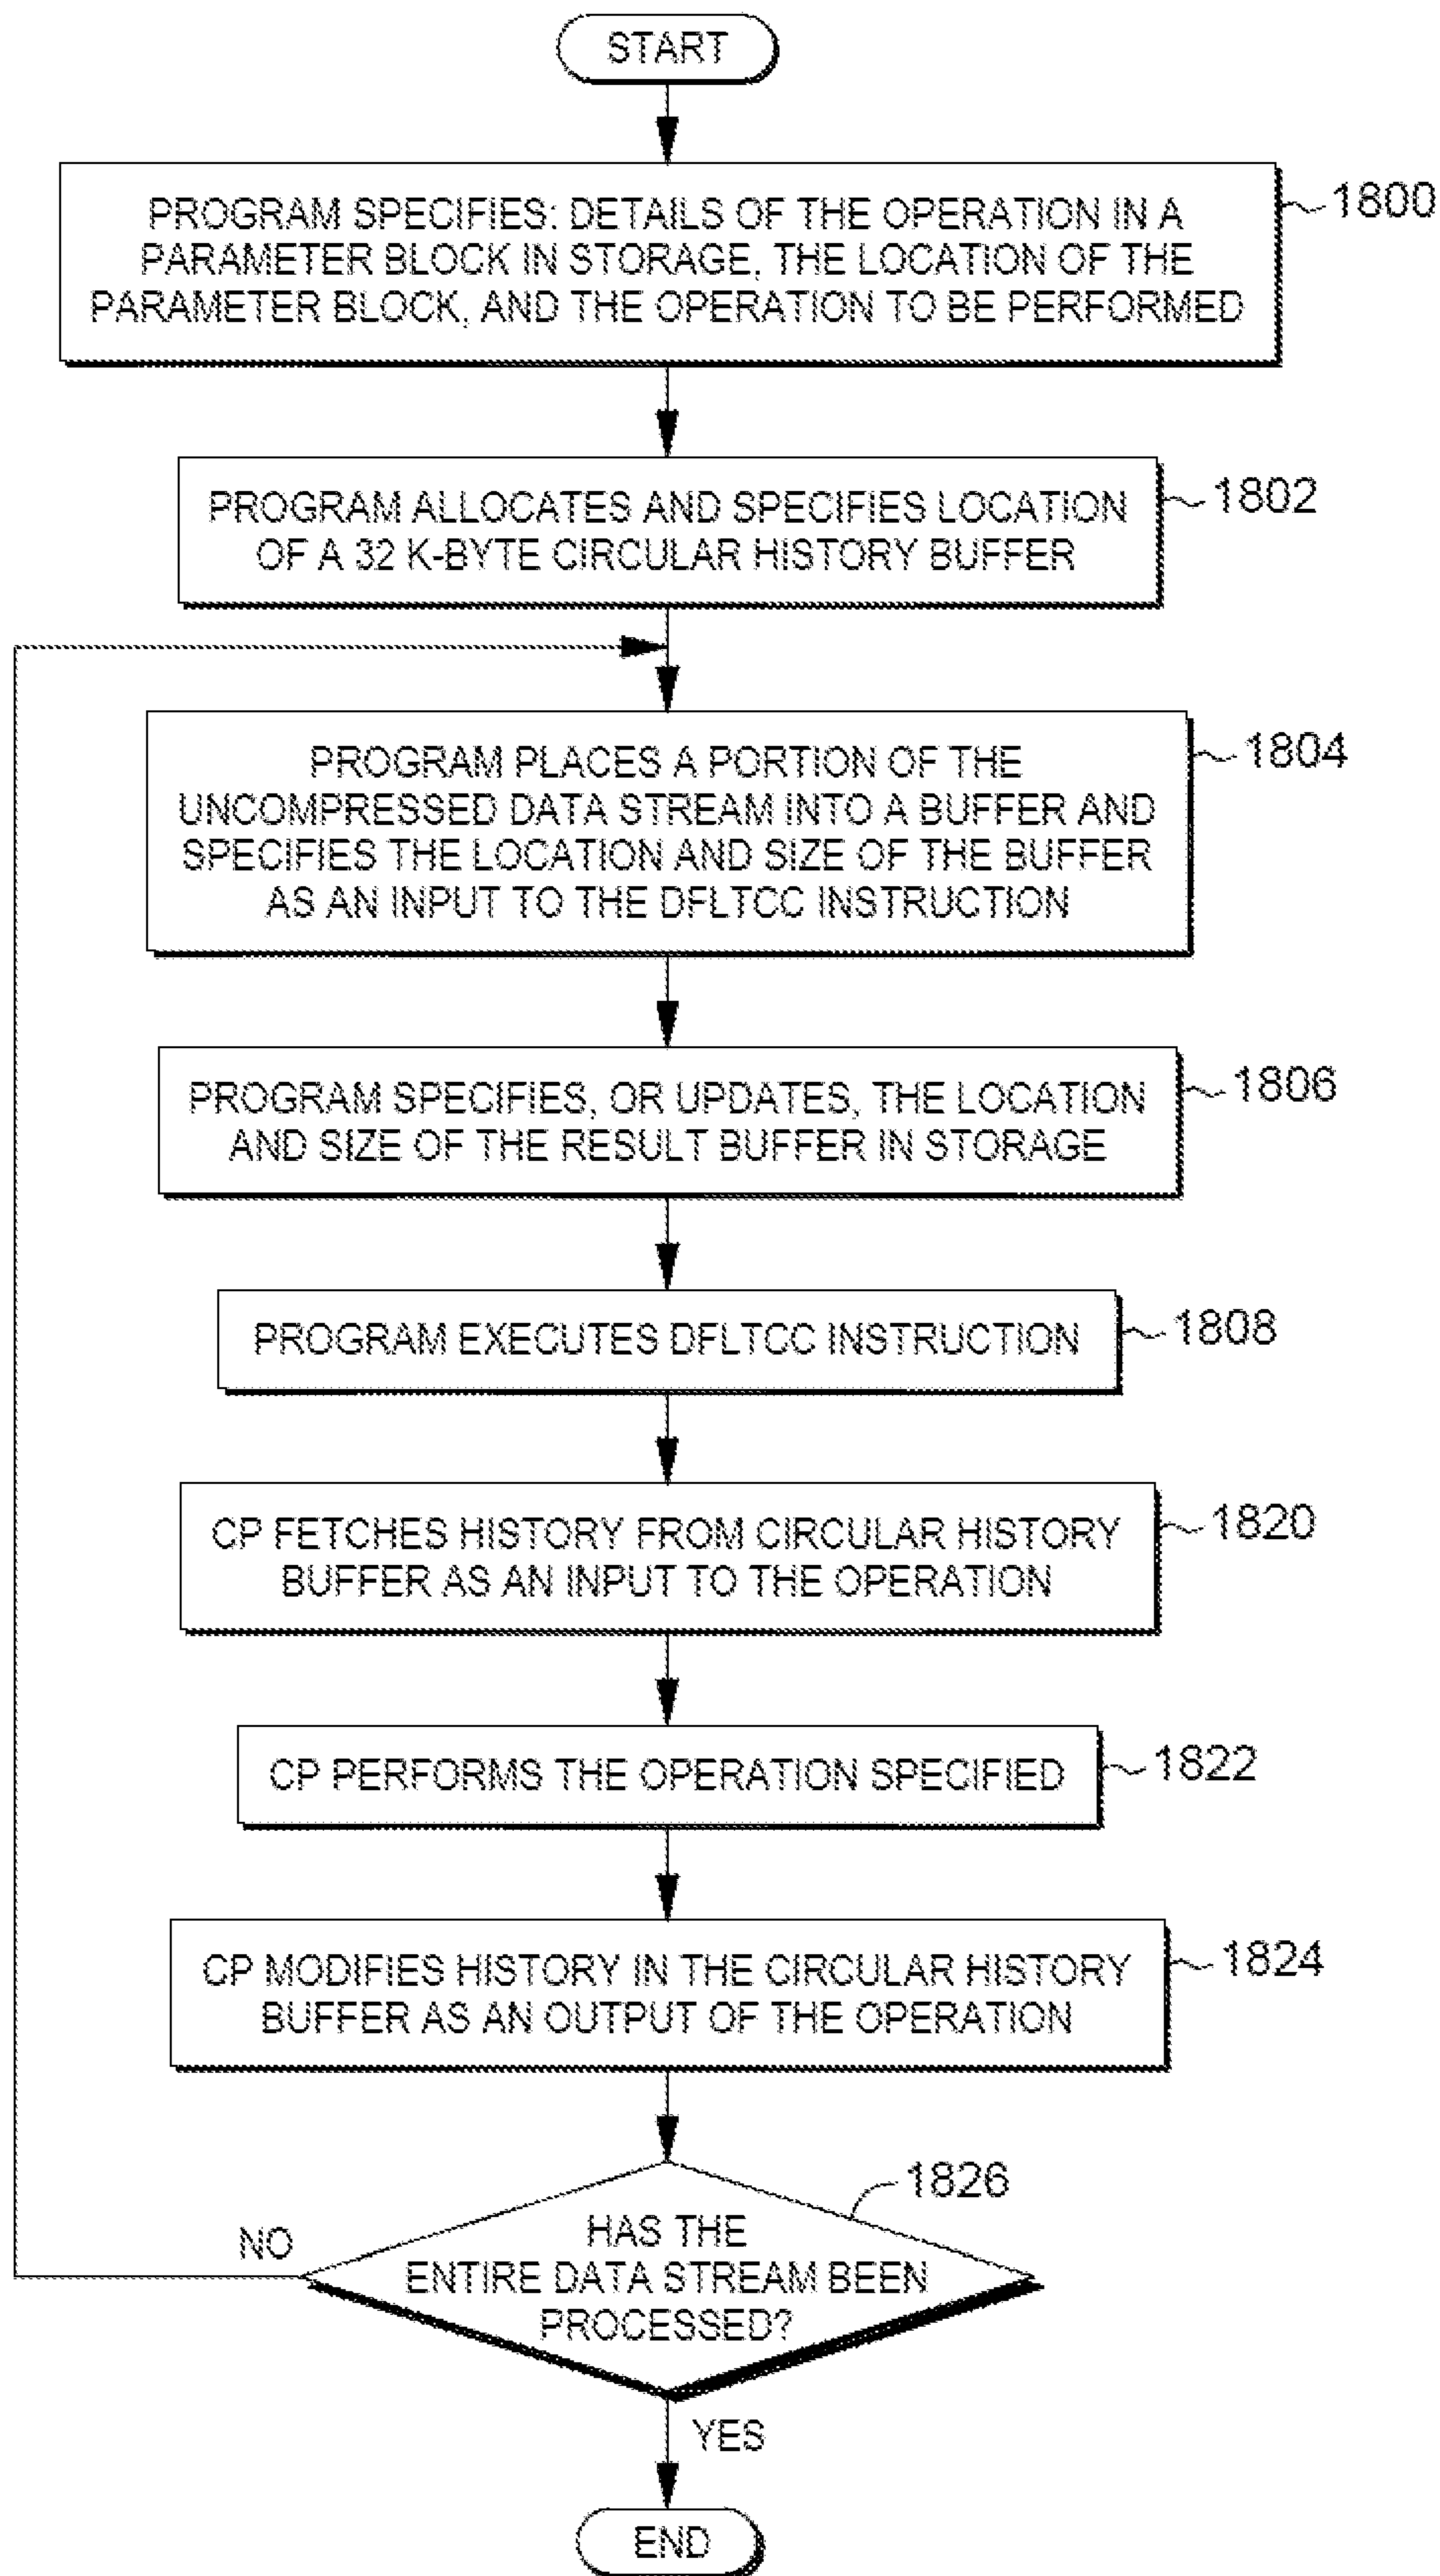 START
PROGRAM SPECIFIES: DETAILS OF THE OPERATION IN A
PARAMETER BLOCK IN STORAGE, THE LOCATION OF THE
PARAMETER BLOCK, AND THE OPERATION TO BE PERFORMED
1800
PROGRAM ALLOCATES AND SPECIFIES LOCATION
OF A 32 K-BYTE CIRCULAR HISTORY BUFFER
1802
PROGRAM PLACES A PORTION OF THE
UNCOMPRESSED DATA STREAM INTO A BUFFER AND
SPECIFIES THE LOCATION AND SIZE OF THE BUFFER
AS AN INPUT TO THE DFLTCC INSTRUCTION
1804
PROGRAM SPECIFIES, OR UPDATES, THE LOCATION
AND SIZE OF THE RESULT BUFFER IN STORAGE
1806
PROGRAM EXECUTES DFLTCC INSTRUCTION
1808
CP FETCHES HISTORY FROM CIRCULAR HISTORY
BUFFER AS AN INPUT TO THE OPERATION
1820
CP PERFORMS THE OPERATION SPECIFIED
1822
CP MODIFIES HISTORY IN THE CIRCULAR HISTORY
BUFFER AS AN OUTPUT OF THE OPERATION
1824
1826
HAS THE
ENTIRE DATA STREAM BEEN
PROCESSED?
NO
YES
END